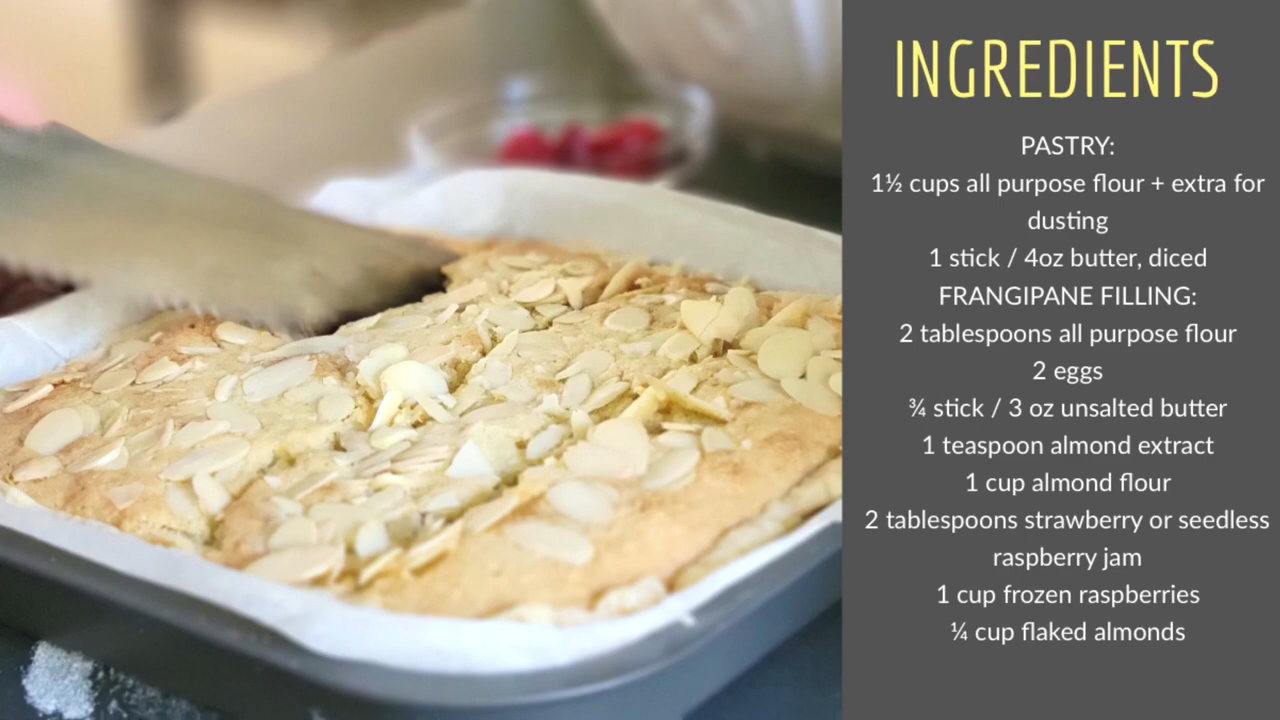 INGREDIENTS
PASTRY:
1½ cups all purpose flour + extra for
dusting
1 stick / 4oz butter, diced
FRANGIPANE FILLING:
2 tablespoons all purpose flour
2 eggs
¾ stick / 3 oz unsalted butter
1 teaspoon almond extract
1 cup almond flour
2 tablespoons strawberry or seedless
raspberry jam
1 cup frozen raspberries
¼ cup flaked almonds